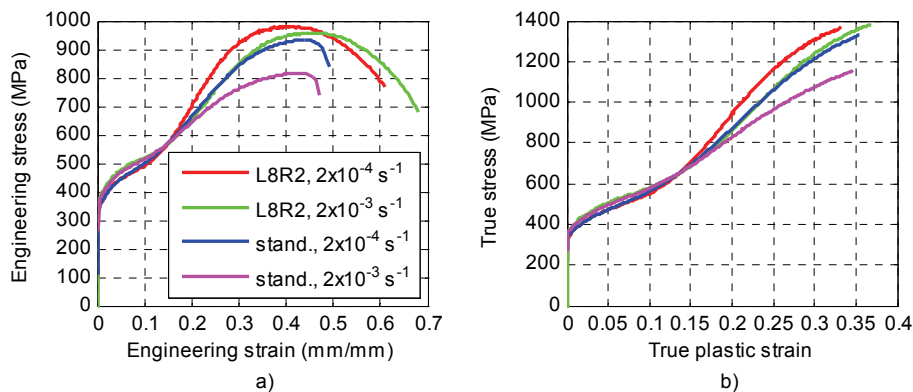 Engineering stress (MPa)
1000
900
800
700
600
500
400
300
200
100
0
L8R2, 2x10⁻⁴ s⁻¹
L8R2, 2x10⁻³ s⁻¹
stand., 2x10⁻⁴ s⁻¹
stand., 2x10⁻³ s⁻¹
0 0.1 0.2 0.3 0.4 0.5 0.6 0.7
Engineering strain (mm/mm)
a)
True stress (MPa)
1400
1200
1000
800
600
400
200
0
0 0.05 0.1 0.15 0.2 0.25 0.3 0.35 0.4
True plastic strain
b)